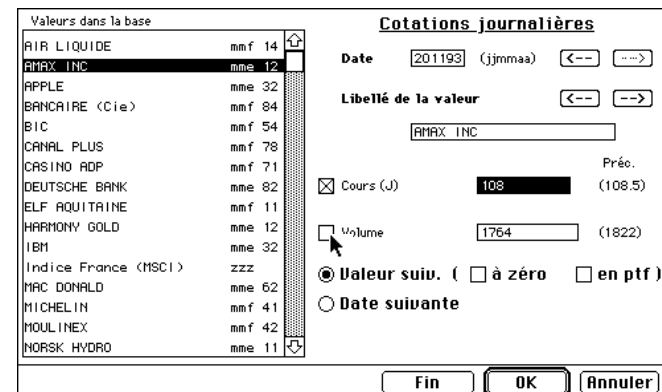 Valeurs dans la base
AIR LIQUIDE mmf 14
AMAX INC mme 12
APPLE mme 32
BANCAIRE (Cie) mmf 84
BIC mmf 54
CANAL PLUS mmf 78
CASINO ADP mmf 71
DEUTSCHE BANK mme 82
ELF AQUITAINE mmf 11
HARMONY GOLD mme 12
IBM mme 32
Indice France (MSCI) zzz
MAC DONALD mme 62
MICHELIN mmf 41
MOULINEX mmf 42
NORSK HYDRO mme 11
Cotations journalières
Date 201193 (jjmmaa) <-- -->
Libellé de la valeur <-- -->
AMAX INC
Préc.
Cours (J) 108 (108.5)
Volume 1764 (1822)
Valeur suiv. ( à zéro en ptf )
Date suivante
Fin OK Annuler